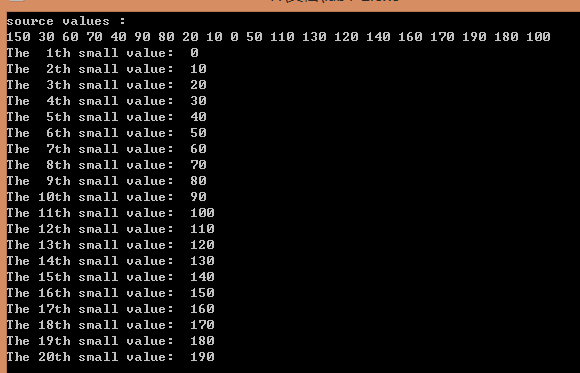 source values :
150 30 60 70 40 90 80 20 10 0 50 110 130 120 140 160 170 190 180 100
The  1th small value:  0
The  2th small value:  10
The  3th small value:  20
The  4th small value:  30
The  5th small value:  40
The  6th small value:  50
The  7th small value:  60
The  8th small value:  70
The  9th small value:  80
The 10th small value:  90
The 11th small value:  100
The 12th small value:  110
The 13th small value:  120
The 14th small value:  130
The 15th small value:  140
The 16th small value:  150
The 17th small value:  160
The 18th small value:  170
The 19th small value:  180
The 20th small value:  190